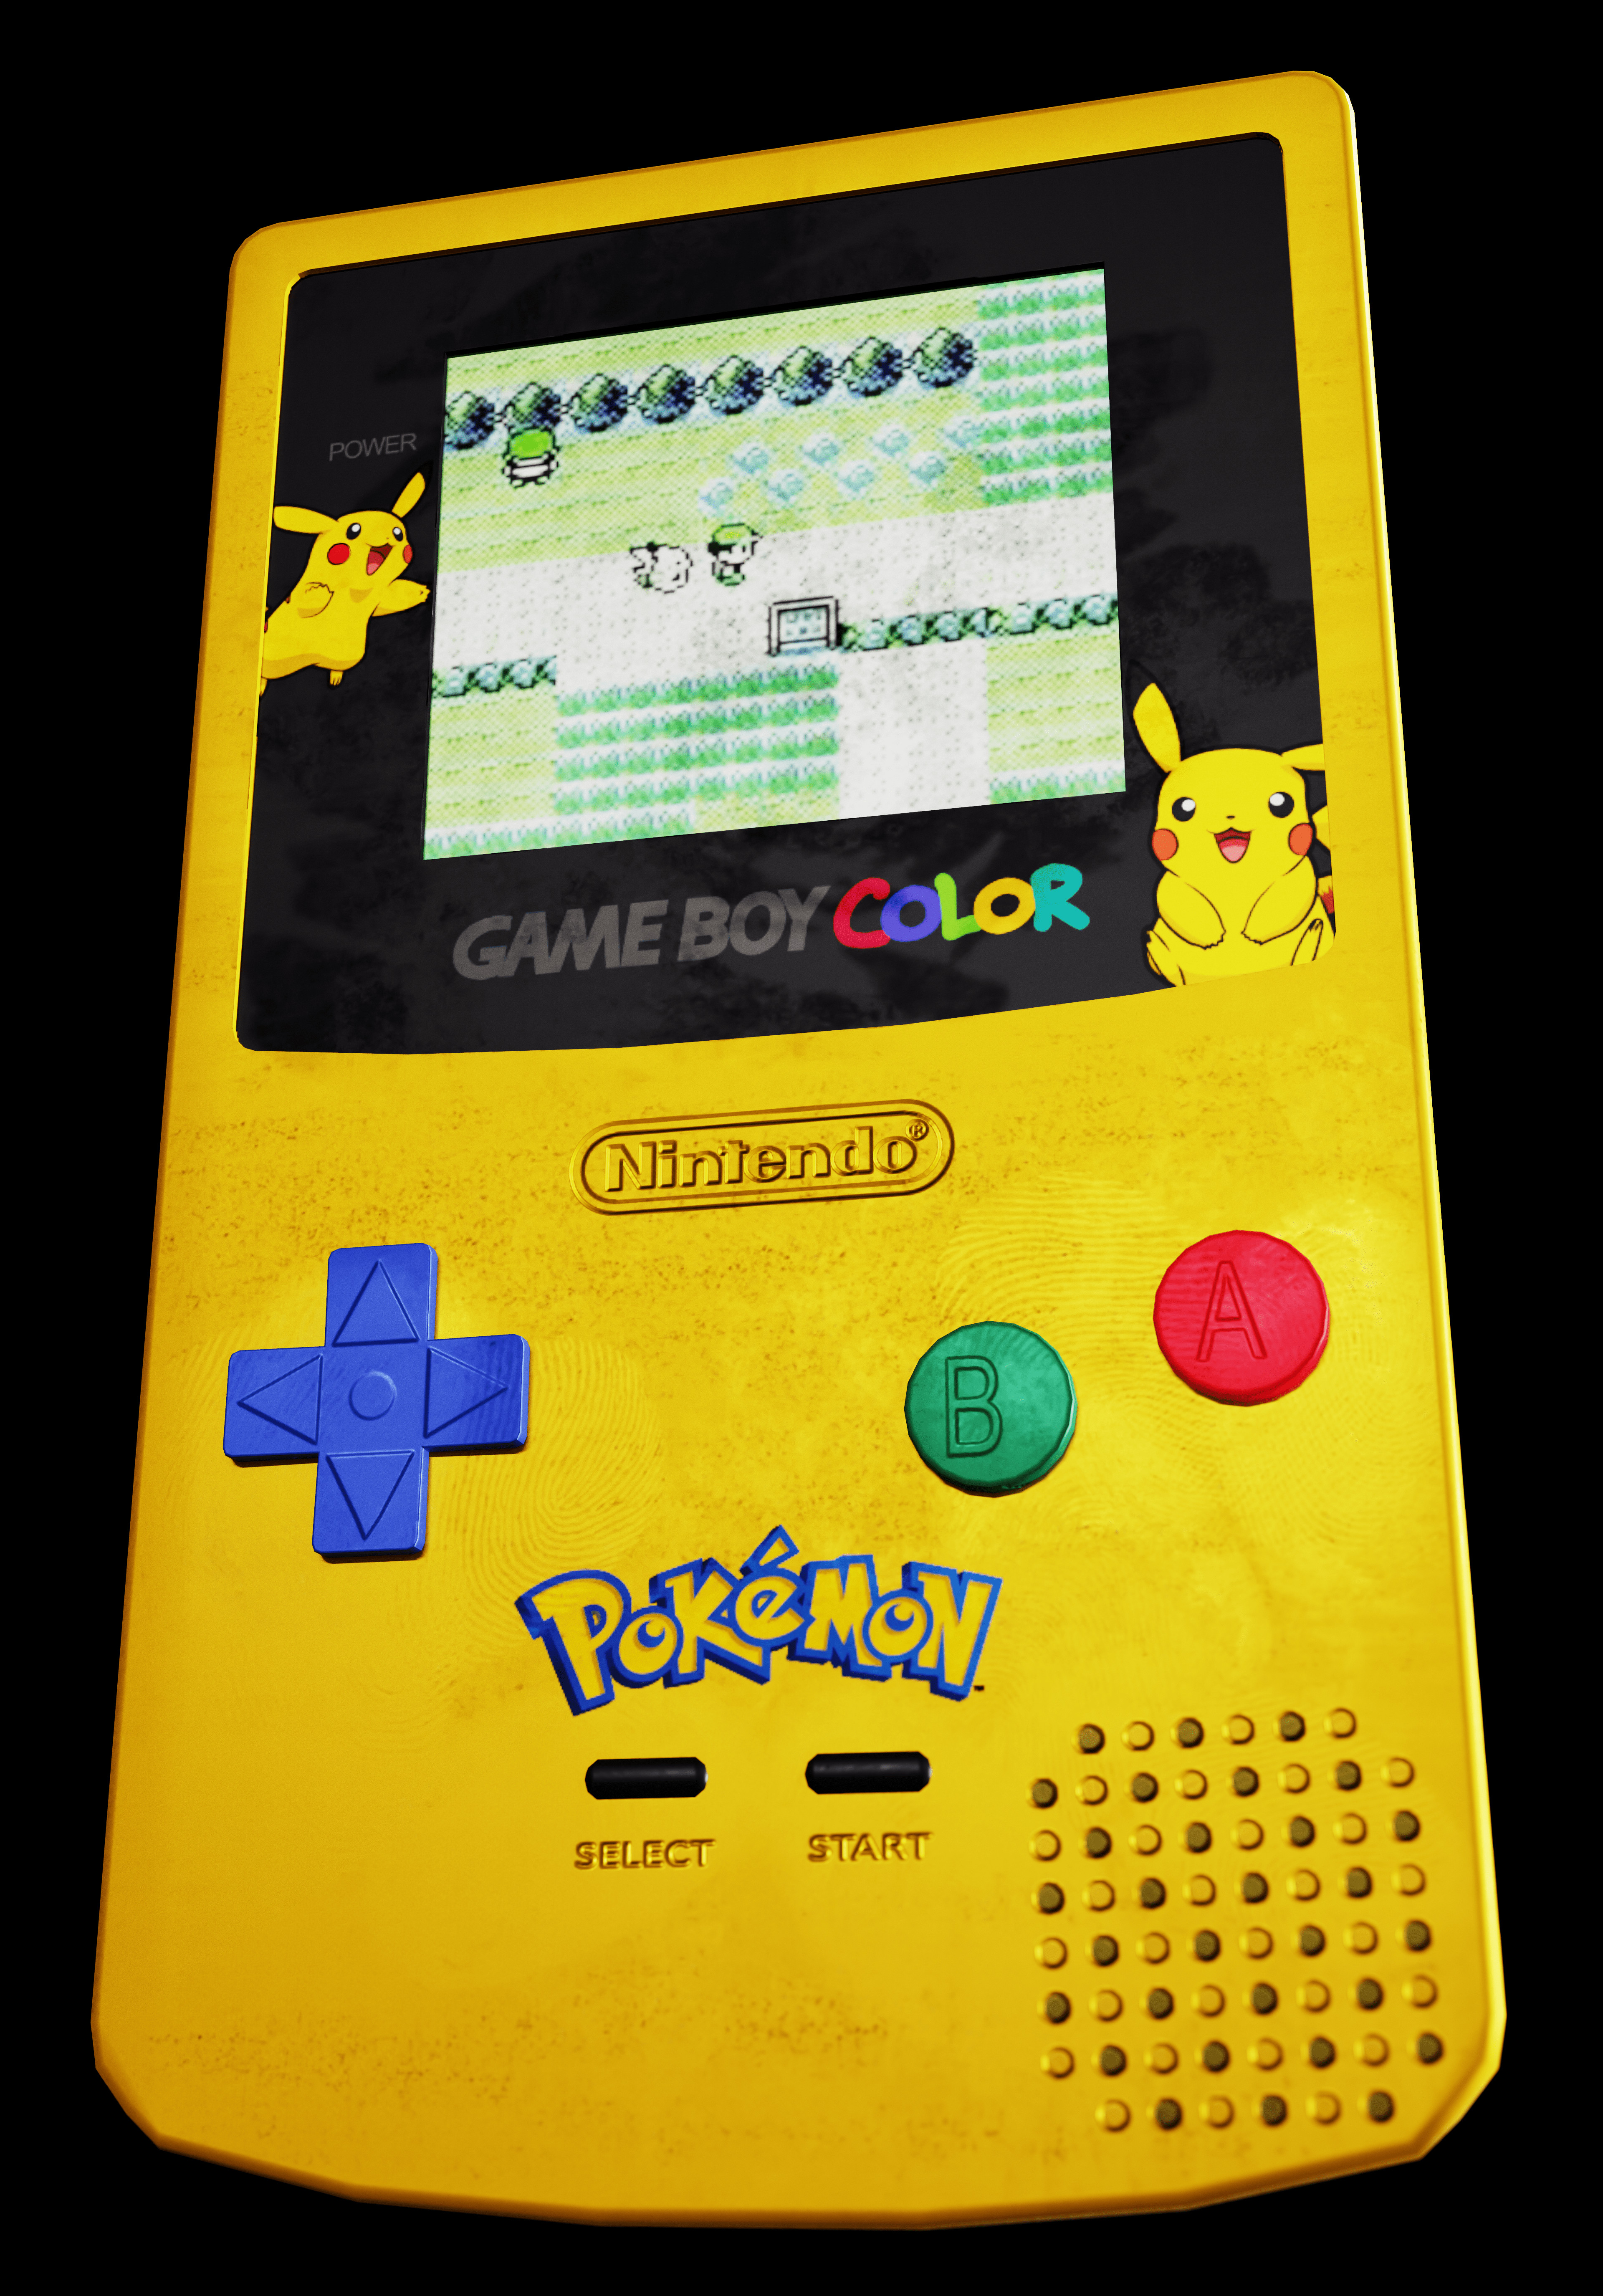 POWER
GAME BOY COLOR
Nintendo®
A
B
POKéMON
SELECT START